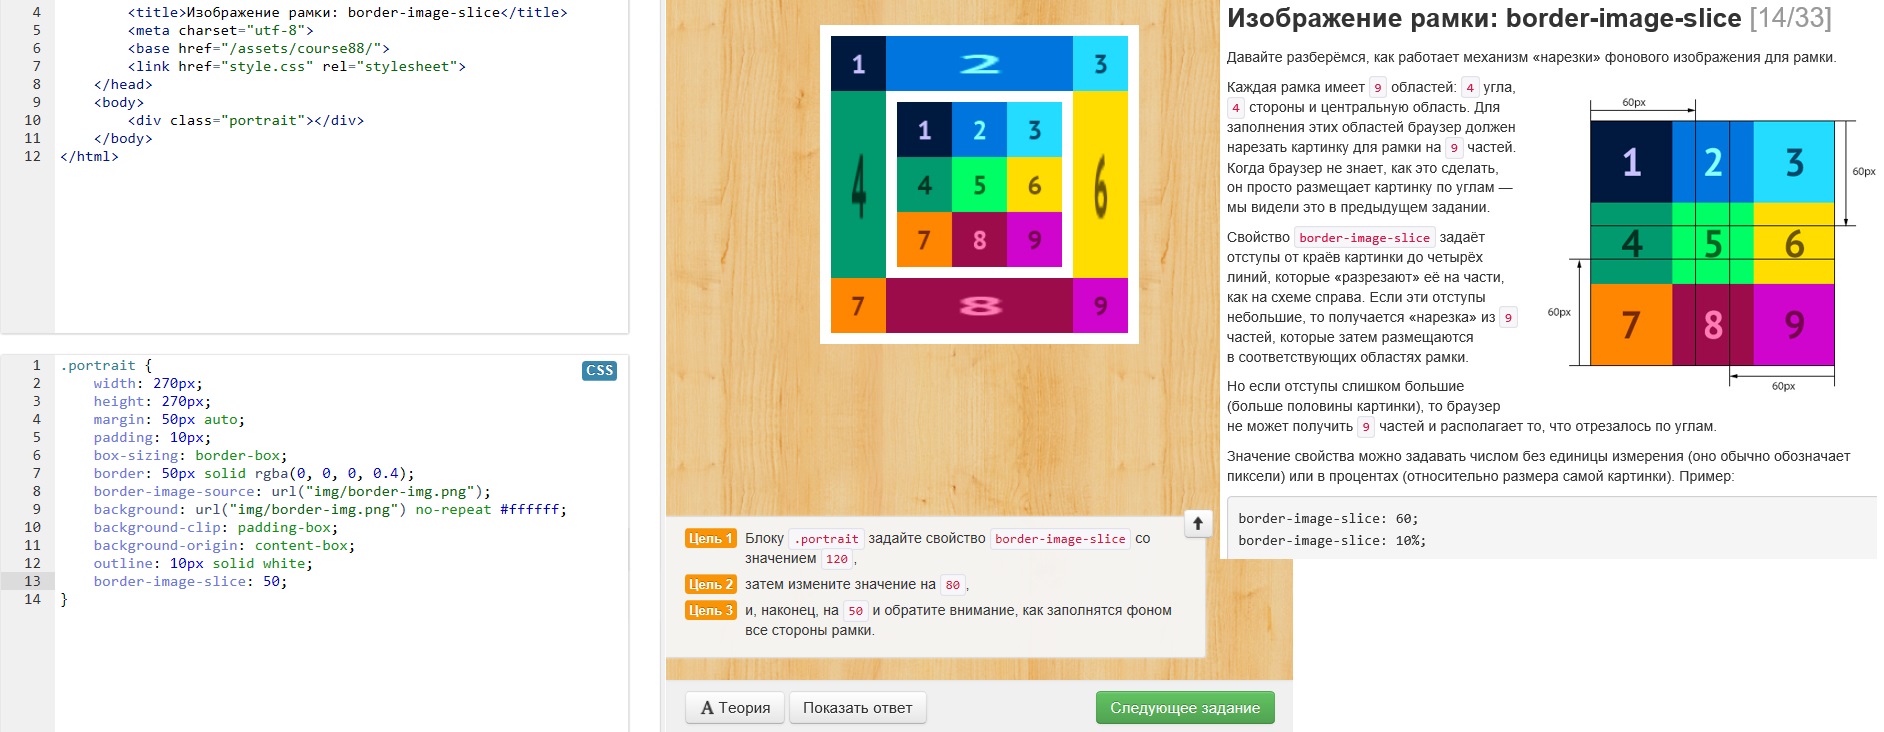 4 <title>Изображение рамки: border-image-slice</title>
5 <meta charset="utf-8">
6 <base href="/assets/course88/">
7 <link href="style.css" rel="stylesheet">
8 </head>
9 <body>
10 <div class="portrait"></div>
11 </body>
12 </html>
CSS
1 .portrait {
2 width: 270px;
3 height: 270px;
4 margin: 50px auto;
5 padding: 10px;
6 box-sizing: border-box;
7 border: 50px solid rgba(0, 0, 0, 0.4);
8 border-image-source: url("img/border-img.png");
9 background: url("img/border-img.png") no-repeat #ffffff;
10 background-clip: padding-box;
11 background-origin: content-box;
12 outline: 10px solid white;
13 border-image-slice: 50;
14 }
1 2 3
1 2 3
4 4 5 6 6
7 8 9
7 8 9
Цель 1 Блоку .portrait задайте свойство border-image-slice со
значением 120 ,
Цель 2 затем измените значение на 80 ,
Цель 3 и, наконец, на 50 и обратите внимание, как заполнятся фоном
все стороны рамки.
A Теория
Показать ответ
Следующее задание
Изображение рамки: border-image-slice [14/33]
Давайте разберёмся, как работает механизм «нарезки» фонового изображения для рамки.
Каждая рамка имеет 9 областей: 4 угла,
4 стороны и центральную область. Для
заполнения этих областей браузер должен
нарезать картинку для рамки на 9 частей.
Когда браузер не знает, как это сделать,
он просто размещает картинку по углам —
мы видели это в предыдущем задании.
Свойство border-image-slice задаёт
отступы от краёв картинки до четырёх
линий, которые «разрезают» её на части,
как на схеме справа. Если эти отступы
небольшие, то получается «нарезка» из 9
частей, которые затем размещаются
в соответствующих областях рамки.
60px
1 2 3
60px
4 5 6
60px
7 8 9
60px
Но если отступы слишком большие
(больше половины картинки), то браузер
не может получить 9 частей и располагает то, что отрезалось по углам.
Значение свойства можно задавать числом без единицы измерения (оно обычно обозначает
пиксели) или в процентах (относительно размера самой картинки). Пример:
border-image-slice: 60;
border-image-slice: 10%;